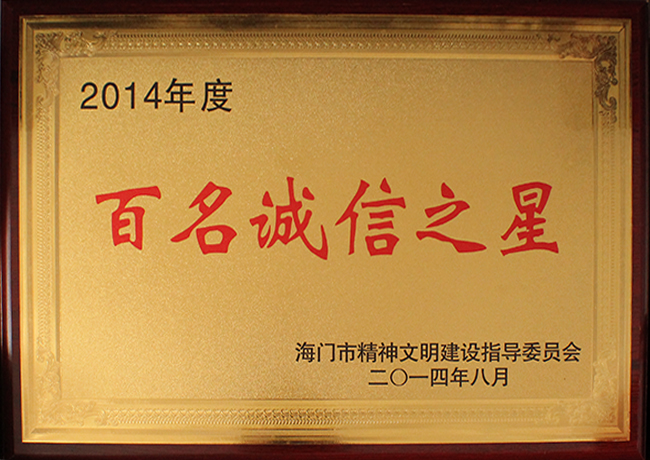 2014年度
百名诚信之星
海门市精神文明建设指导委员会
二〇一四年八月